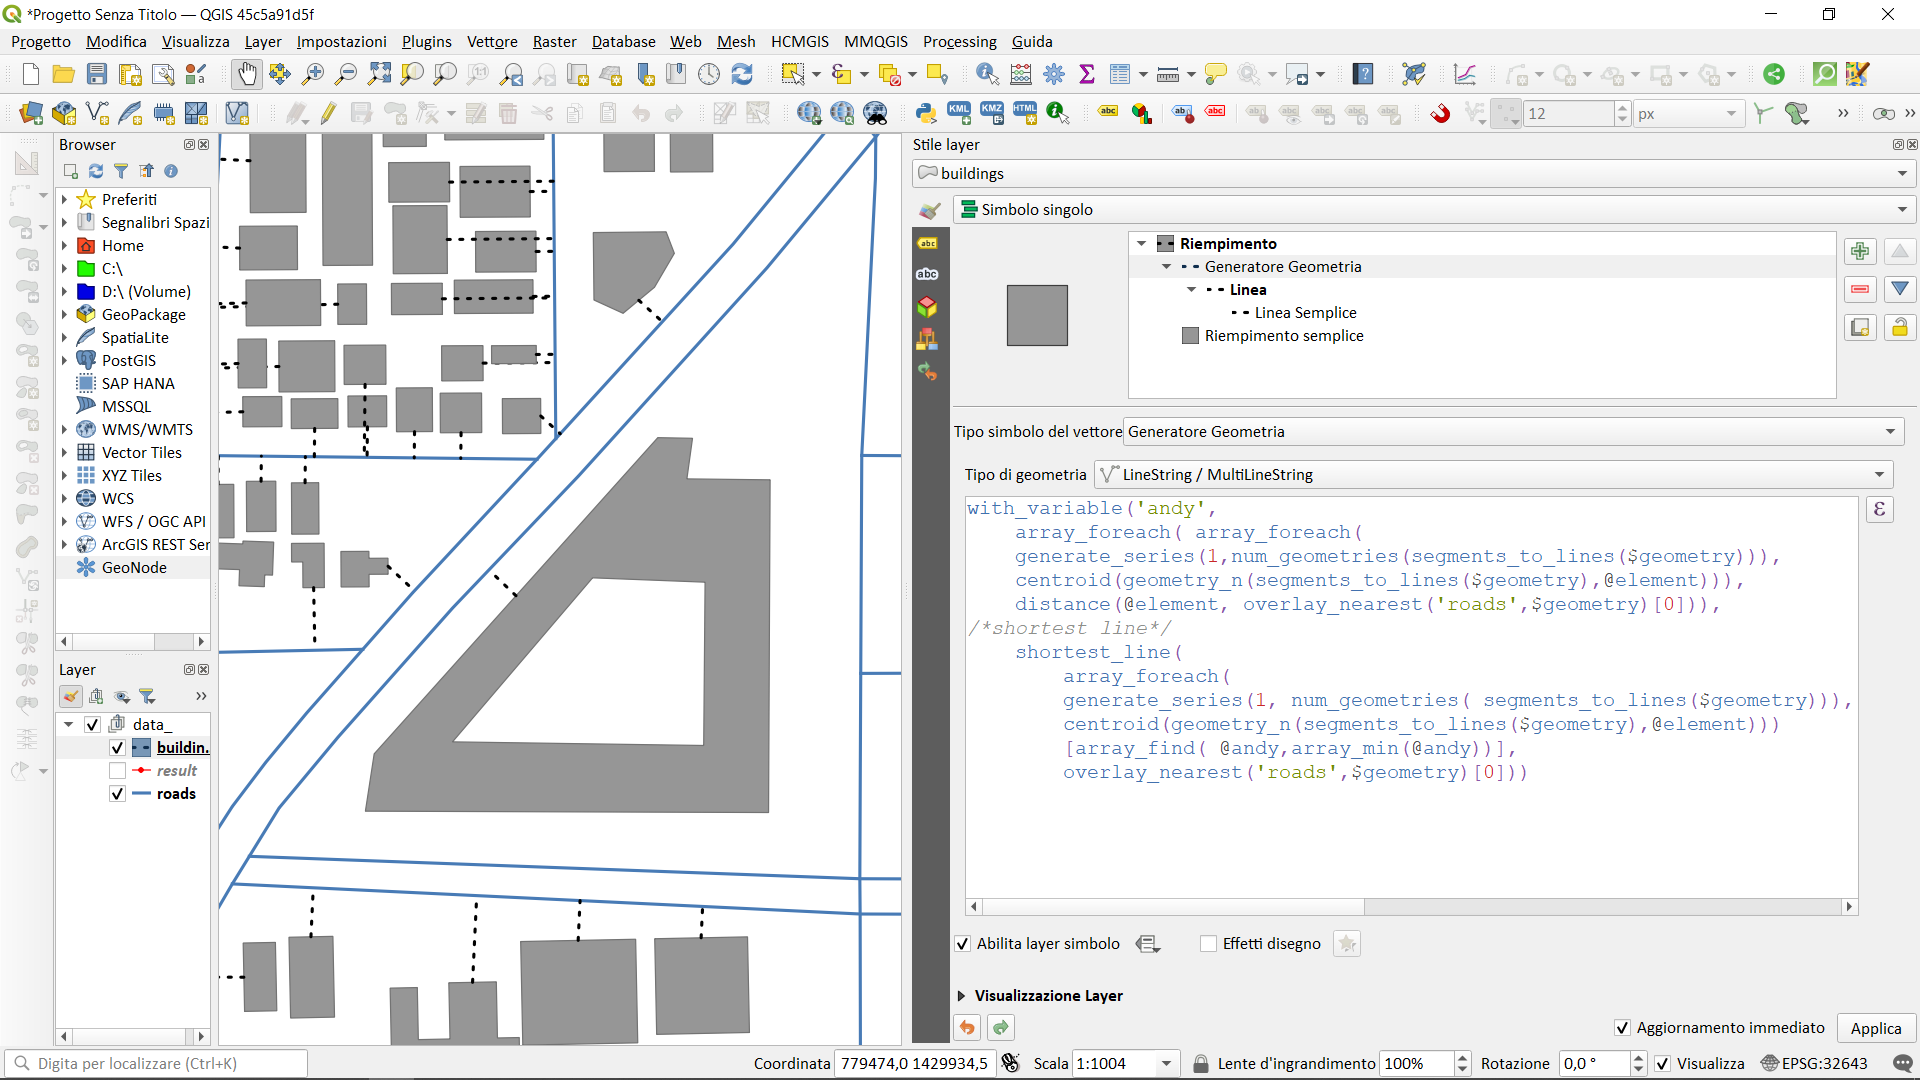 *Progetto Senza Titolo — QGIS 45c5a91d5f
Progetto Modifica Visualizza Layer Impostazioni Plugins Vettore Raster Database Web Mesh HCMGIS MMQGIS Processing Guida
12 px
Browser
Preferiti
Segnalibri Spazi
Home
C:\
D:\ (Volume)
GeoPackage
SpatiaLite
PostGIS
SAP HANA
MSSQL
WMS/WMTS
Vector Tiles
XYZ Tiles
WCS
WFS / OGC API
ArcGIS REST Ser
GeoNode
Layer
data_
buildin.
result
roads
Stile layer
buildings
Simbolo singolo
Riempimento
Generatore Geometria
Linea
Linea Semplice
Riempimento semplice
Tipo simbolo del vettore Generatore Geometria
Tipo di geometria LineString / MultiLineString
with_variable('andy',
array_foreach( array_foreach(
generate_series(1,num_geometries(segments_to_lines($geometry))),
centroid(geometry_n(segments_to_lines($geometry),@element))),
distance(@element, overlay_nearest('roads',$geometry)[0])),
/*shortest line*/
shortest_line(
array_foreach(
generate_series(1, num_geometries( segments_to_lines($geometry))),
centroid(geometry_n(segments_to_lines($geometry),@element)))
[array_find( @andy,array_min(@andy))],
overlay_nearest('roads',$geometry)[0]))
ε
Abilita layer simbolo Effetti disegno
Visualizzazione Layer
Aggiornamento immediato Applica
Digita per localizzare (Ctrl+K) Coordinata 779474,0 1429934,5 Scala 1:1004 Lente d'ingrandimento 100% Rotazione 0,0 ° Visualizza EPSG:32643